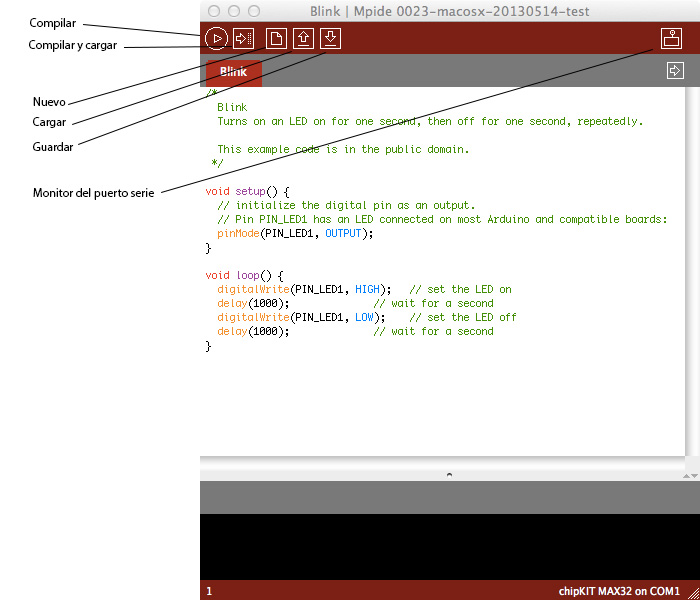 Blink | Mpide 0023-macosx-20130514-test
Compilar
Compilar y cargar
Nuevo
Cargar
Guardar
Monitor del puerto serie
Blink
/*
Blink
Turns on an LED on for one second, then off for one second, repeatedly.
This example code is in the public domain.
*/
void setup() {
// initialize the digital pin as an output.
// Pin PIN_LED1 has an LED connected on most Arduino and compatible boards:
pinMode(PIN_LED1, OUTPUT);
}
void loop() {
digitalWrite(PIN_LED1, HIGH); // set the LED on
delay(1000); // wait for a second
digitalWrite(PIN_LED1, LOW); // set the LED off
delay(1000); // wait for a second
}
1
chipKIT MAX32 on COM1